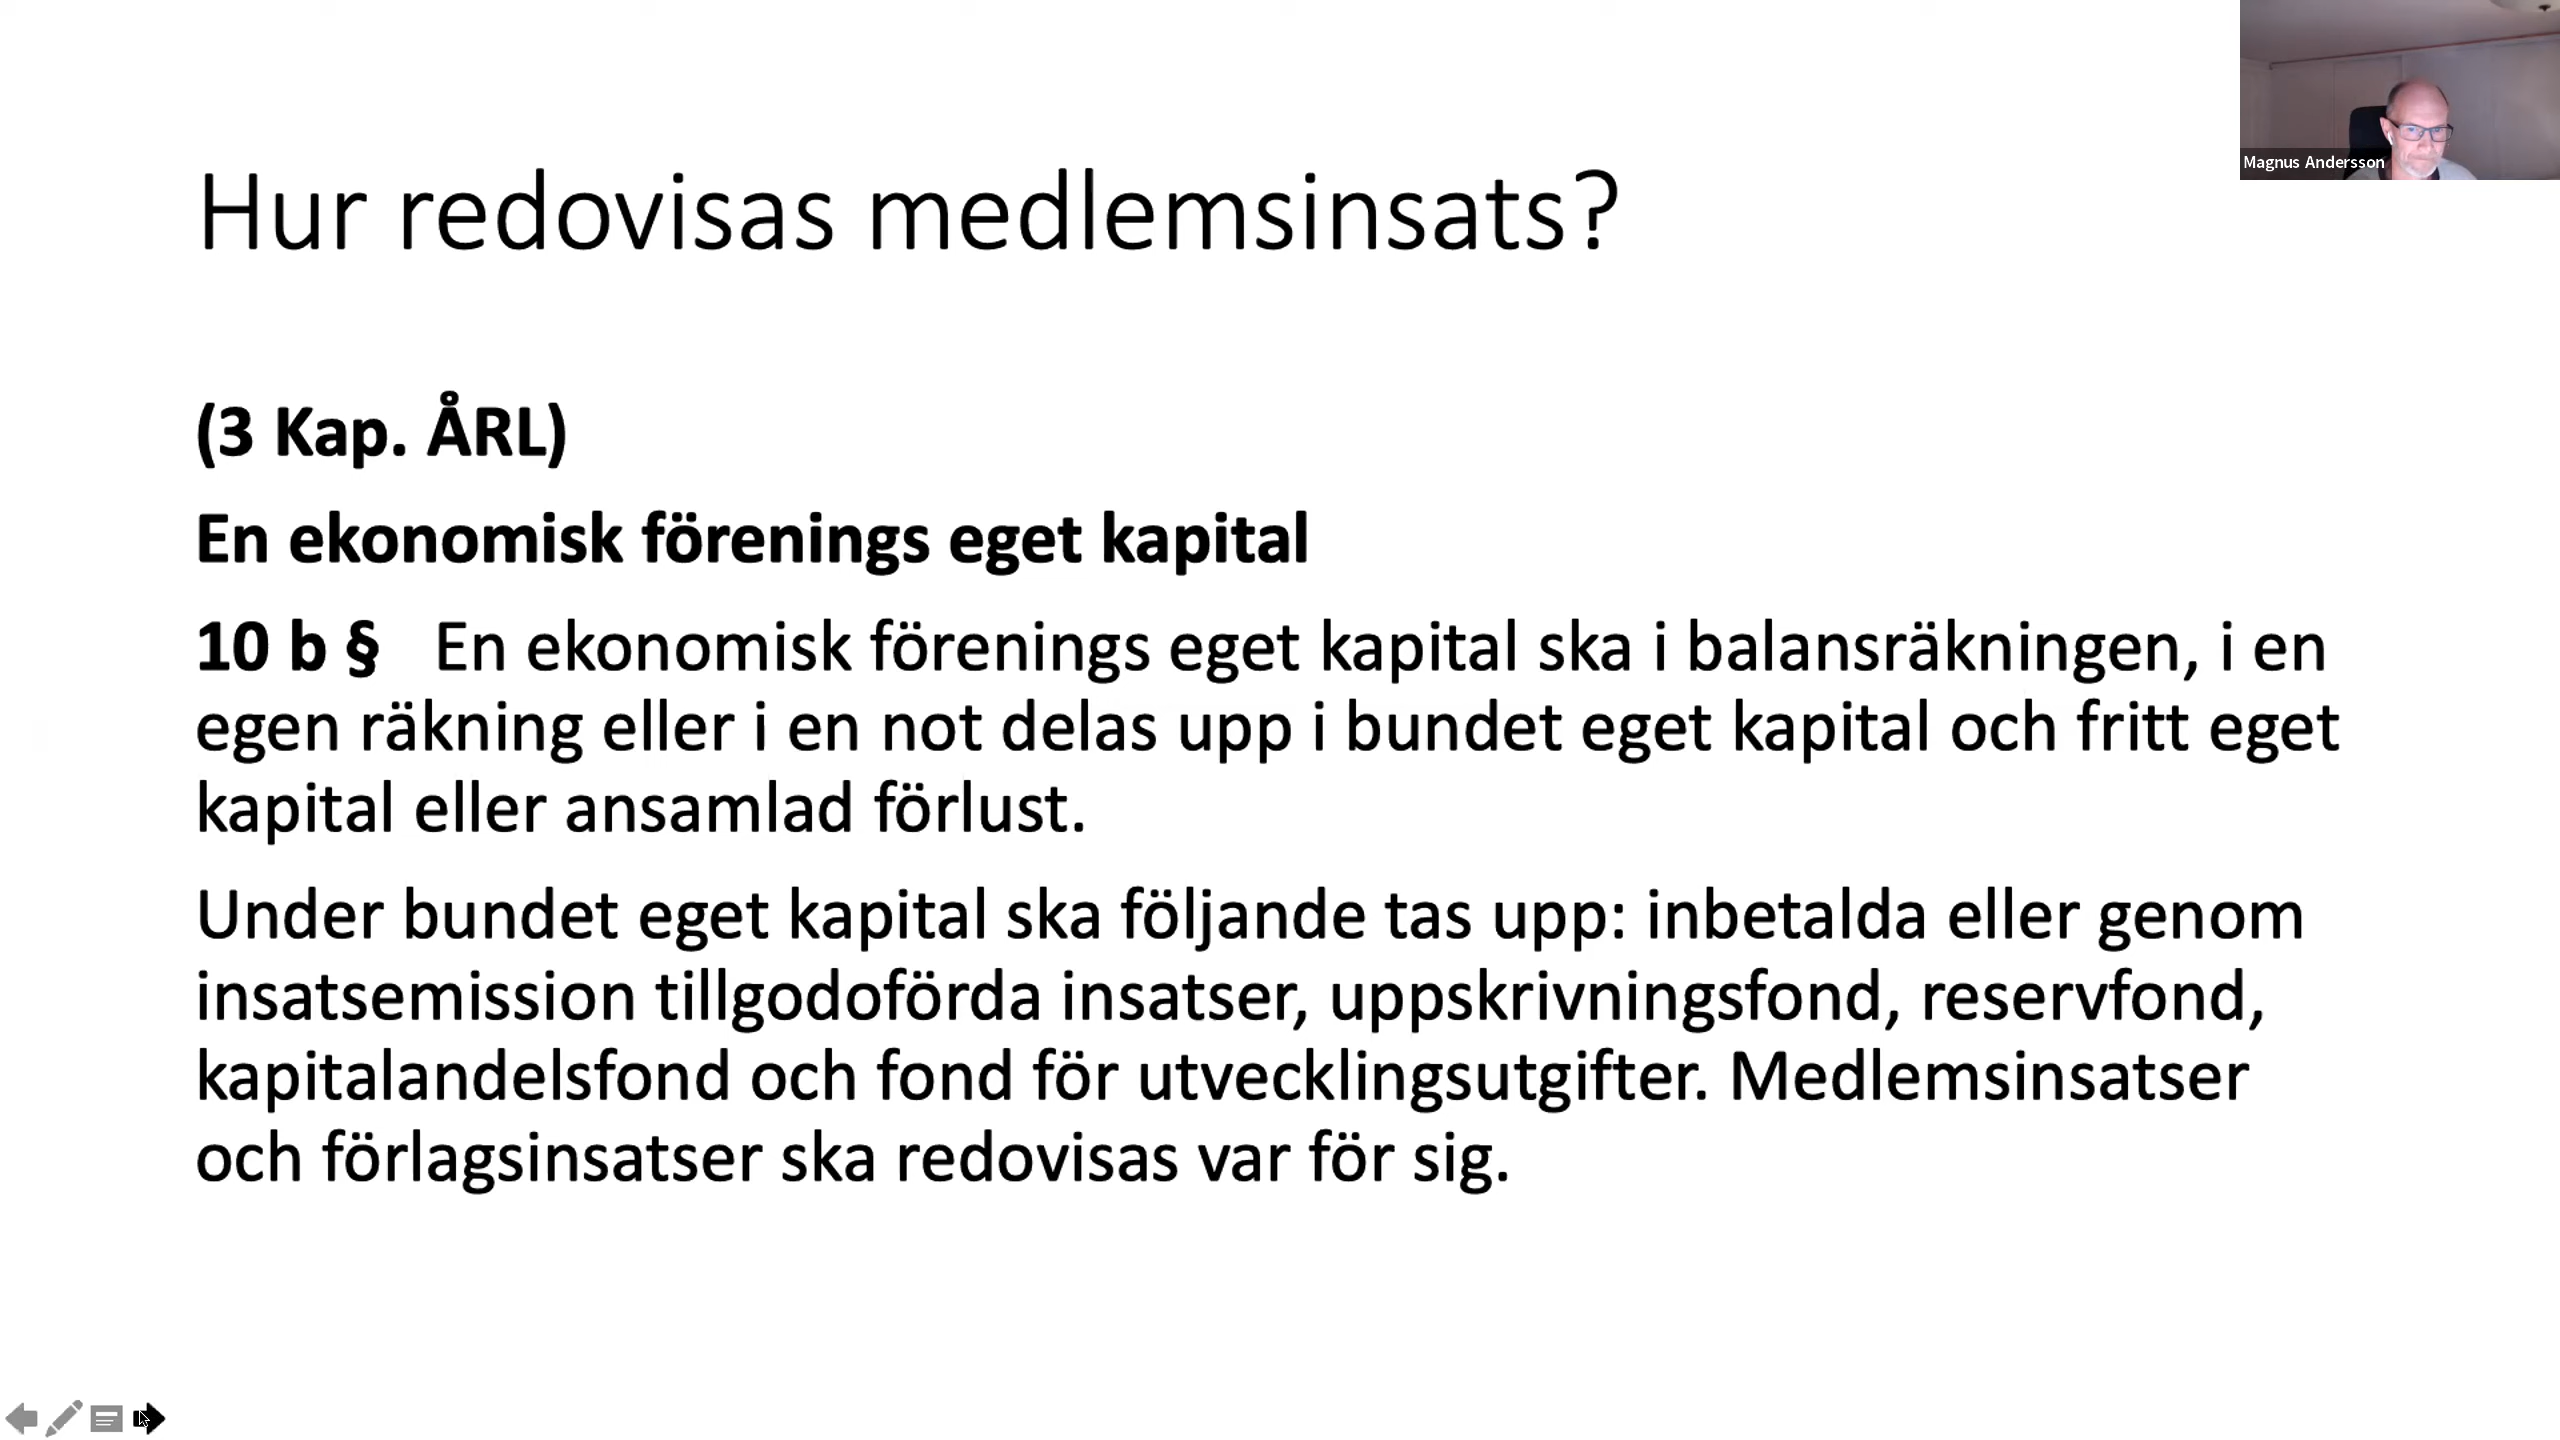 Magnus Andersson
Hur redovisas medlemsinsats?
(3 Kap. ÅRL)
En ekonomisk förenings eget kapital
10 b § En ekonomisk förenings eget kapital ska i balansräkningen, i en
egen räkning eller i en not delas upp i bundet eget kapital och fritt eget
kapital eller ansamlad förlust.
Under bundet eget kapital ska följande tas upp: inbetalda eller genom
insatsemission tillgodoförda insatser, uppskrivningsfond, reservfond,
kapitalandelsfond och fond för utvecklingsutgifter. Medlemsinsatser
och förlagsinsatser ska redovisas var för sig.